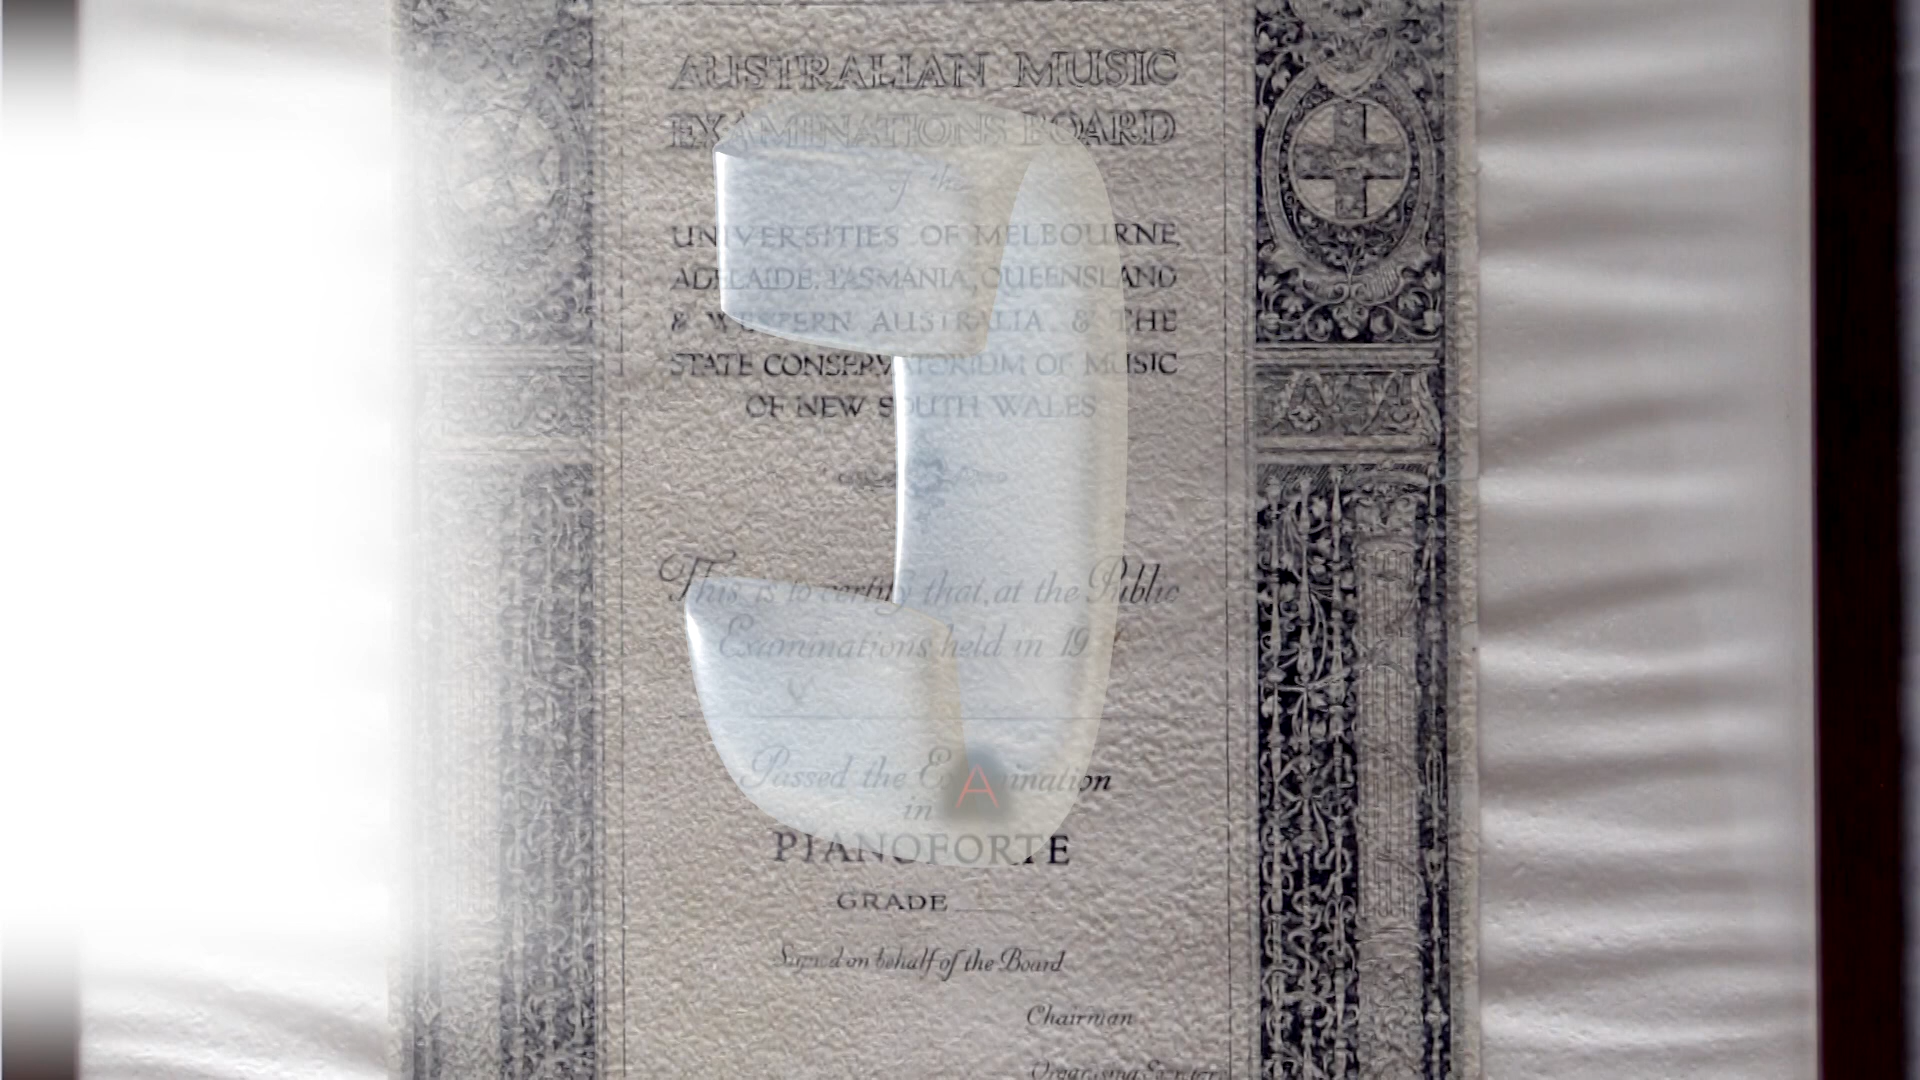 AUSTRALIAN MUSIC
EXAMINATIONS BOARD
of the
UNIVERSITIES OF MELBOURNE,
ADELAIDE, TASMANIA, QUEENSLAND
& WESTERN AUSTRALIA, & THE
STATE CONSERVATORIUM OF MUSIC
OF NEW SOUTH WALES
This is to certify that, at the Public
Examinations held in 19
Passed the Examination
A
in
PIANOFORTE
GRADE
Signed on behalf of the Board
Chairman